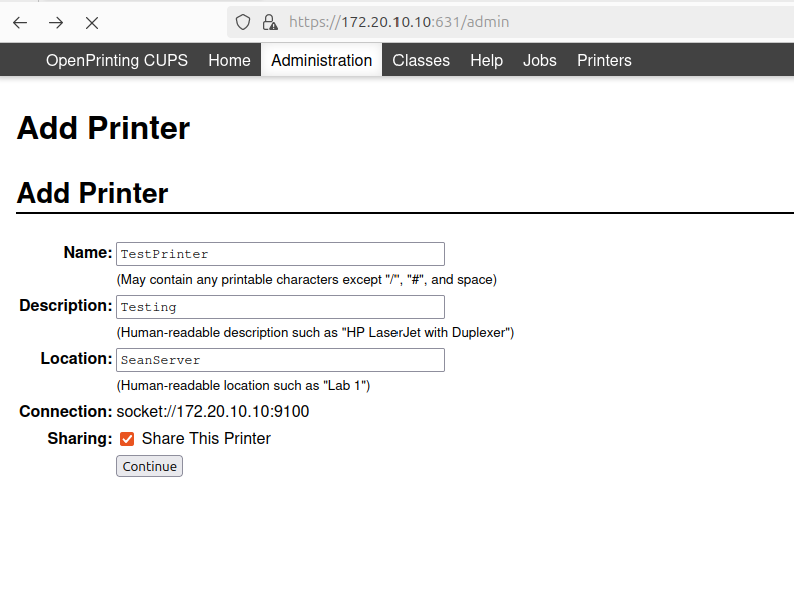 https://172.20.10.10:631/admin
OpenPrinting CUPS Home Administration Classes Help Jobs Printers
Add Printer
Add Printer
Name: TestPrinter
(May contain any printable characters except "/", "#", and space)
Description: Testing
(Human-readable description such as "HP LaserJet with Duplexer")
Location: SeanServer
(Human-readable location such as "Lab 1")
Connection: socket://172.20.10.10:9100
Sharing: Share This Printer
Continue